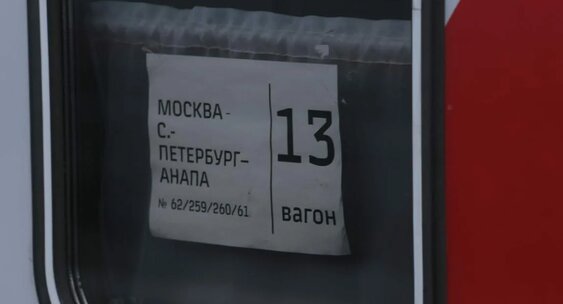 МОСКВА-
С.-
ПЕТЕРБУРГ-
АНАПА
№ 62/259/260/61
13
вагон